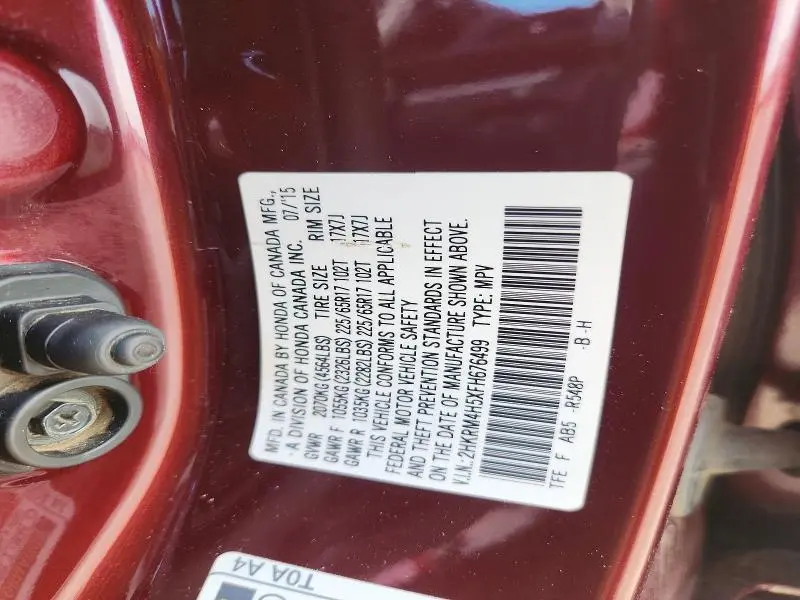 MFD. IN CANADA BY HONDA OF CANADA MFG.,
- A DIVISION OF HONDA CANADA INC. 07/15
GVWR 2070KG(4564LBS) TIRE SIZE RIM SIZE
GAWR F 1055KG(2326LBS) 225/65R17 102T 17X7J
GAWR R 1035KG(2282LBS) 225/65R17 102T 17X7J
THIS VEHICLE CONFORMS TO ALL APPLICABLE
FEDERAL MOTOR VEHICLE SAFETY
AND THEFT PREVENTION STANDARDS IN EFFECT
ON THE DATE OF MANUFACTURE SHOWN ABOVE.
V.I.N: 2HKRM4H5XFH676499 TYPE: MPV
TFE F AB5 R548P -B -H
TOA A4